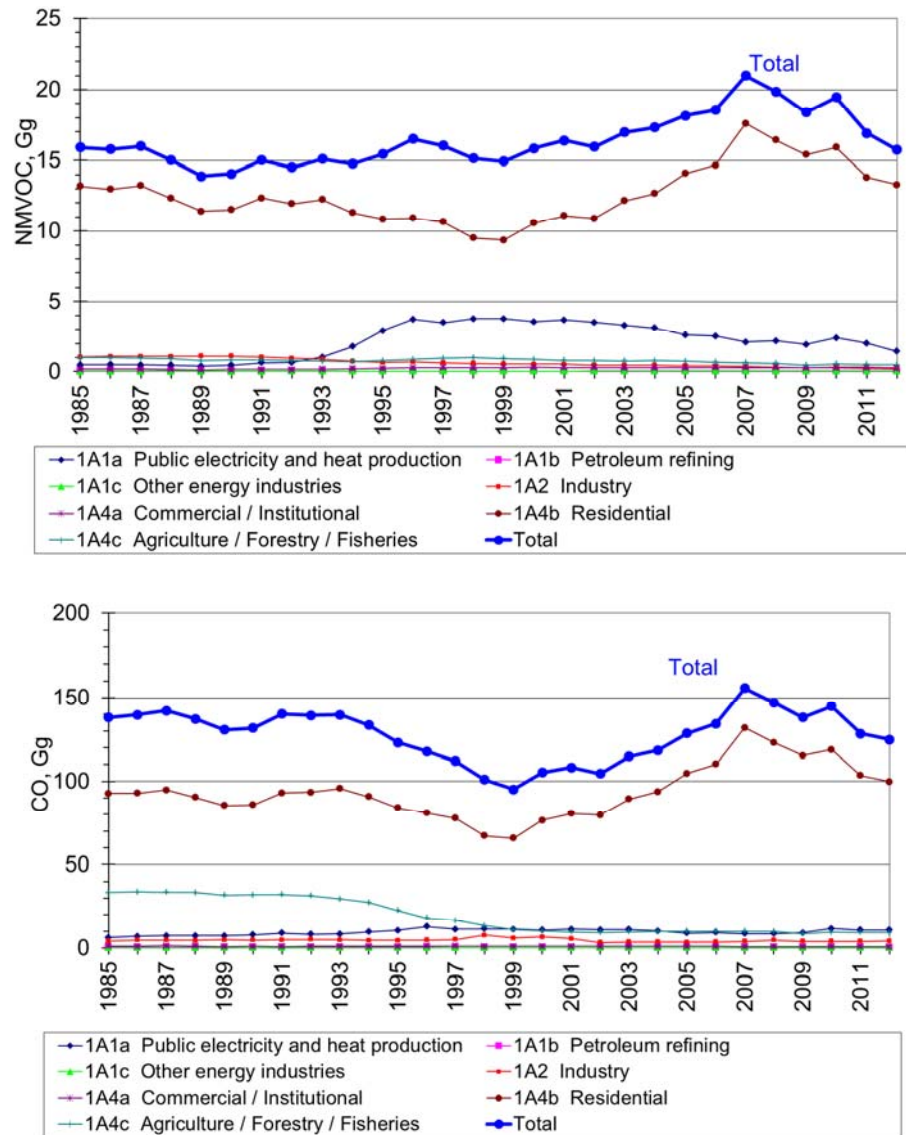 25
Total
20
15
10
5
0
NMVOC, Gg
1985
1987
1989
1991
1993
1995
1997
1999
2001
2003
2005
2007
2009
2011
1A1a Public electricity and heat production
1A1b Petroleum refining
1A1c Other energy industries
1A2 Industry
1A4a Commercial / Institutional
1A4b Residential
1A4c Agriculture / Forestry / Fisheries
Total
200
Total
150
100
50
0
CO, Gg
1985
1987
1989
1991
1993
1995
1997
1999
2001
2003
2005
2007
2009
2011
1A1a Public electricity and heat production
1A1b Petroleum refining
1A1c Other energy industries
1A2 Industry
1A4a Commercial / Institutional
1A4b Residential
1A4c Agriculture / Forestry / Fisheries
Total